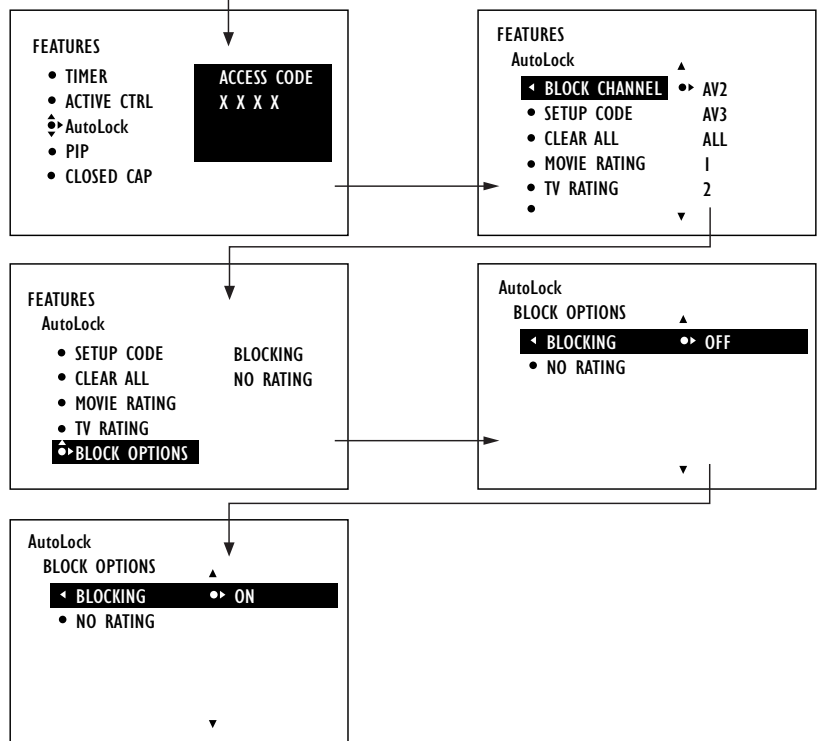 FEATURES
• TIMER
• ACTIVE CTRL
AutoLock
• PIP
• CLOSED CAP
ACCESS CODE
X X X X
FEATURES
AutoLock
BLOCK CHANNEL AV2
• SETUP CODE AV3
• CLEAR ALL ALL
• MOVIE RATING 1
• TV RATING 2
•
FEATURES
AutoLock
• SETUP CODE BLOCKING
• CLEAR ALL NO RATING
• MOVIE RATING
• TV RATING
BLOCK OPTIONS
AutoLock
BLOCK OPTIONS
BLOCKING OFF
• NO RATING
AutoLock
BLOCK OPTIONS
BLOCKING ON
• NO RATING